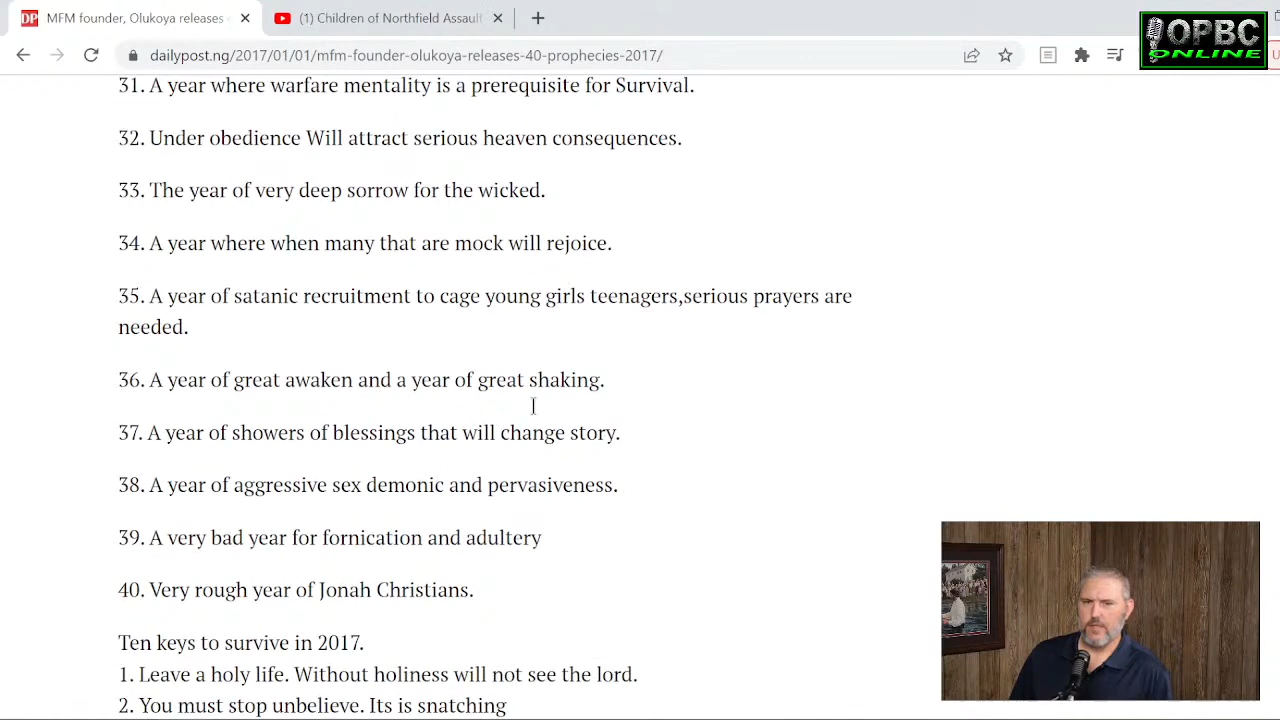 DP MFM founder, Olukoya releases
(1) Children of Northfield Assault
dailypost.ng/2017/01/01/mfm-founder-olukoya-releases-40-prophecies-2017/
OPBC
ONLINE
31. A year where warfare mentality is a prerequisite for Survival.
32. Under obedience Will attract serious heaven consequences.
33. The year of very deep sorrow for the wicked.
34. A year where when many that are mock will rejoice.
35. A year of satanic recruitment to cage young girls teenagers,serious prayers are
needed.
36. A year of great awaken and a year of great shaking.
37. A year of showers of blessings that will change story.
38. A year of aggressive sex demonic and pervasiveness.
39. A very bad year for fornication and adultery
40. Very rough year of Jonah Christians.
Ten keys to survive in 2017.
1. Leave a holy life. Without holiness will not see the lord.
2. You must stop unbelieve. Its is snatching